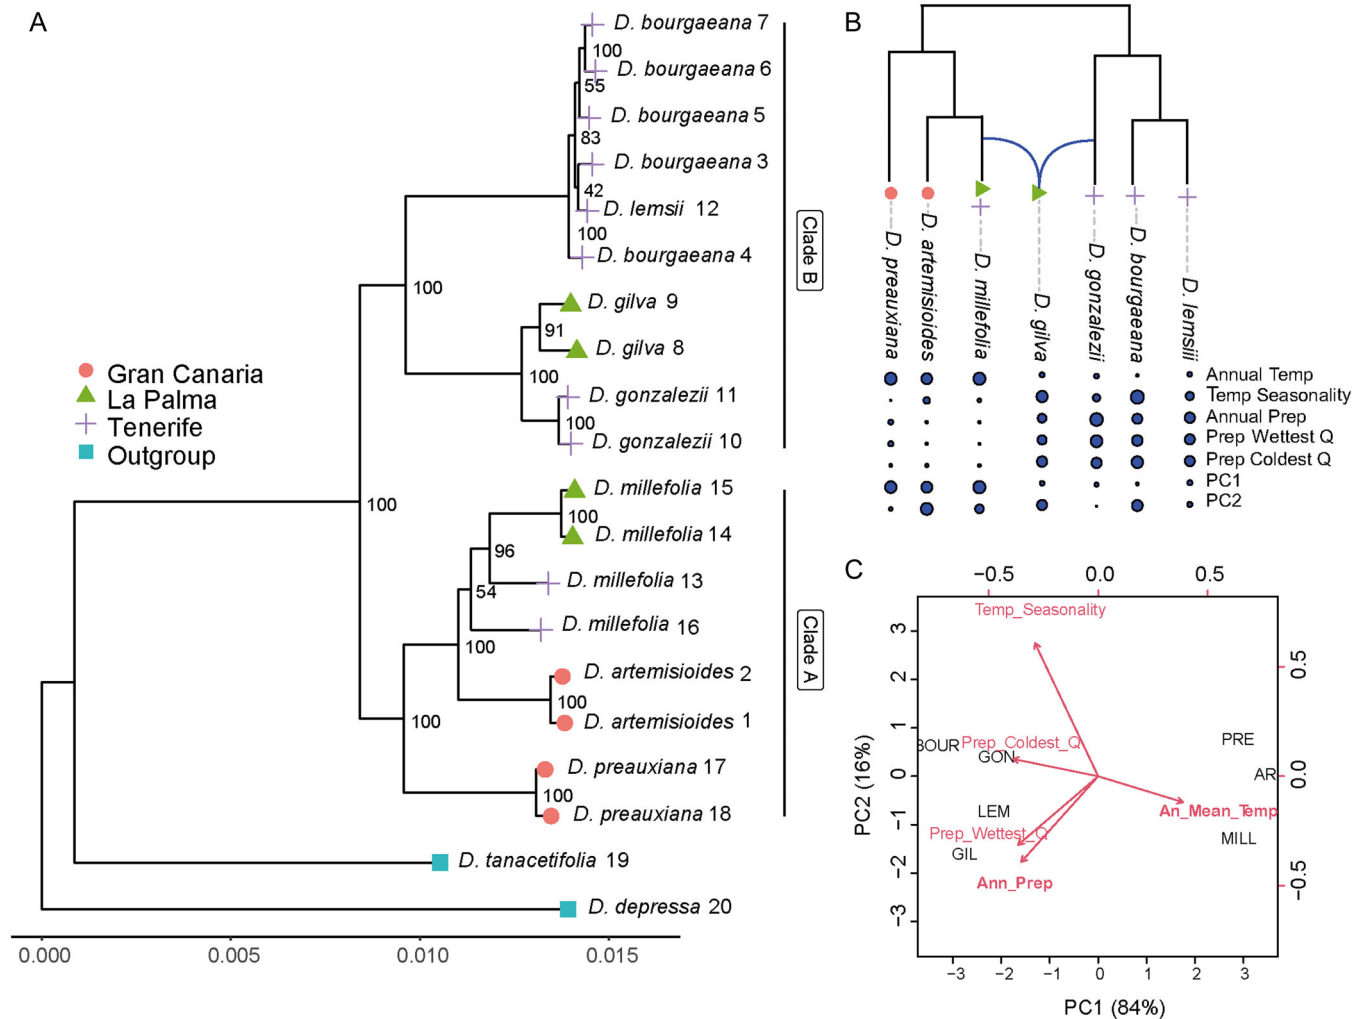 A
D. bourgaeana 7
100
D. bourgaeana 6
55
D. bourgaeana 5
83
D. bourgaeana 3
42
D. lemsii 12
100
D. bourgaeana 4
100
D. gilva 9
91
D. gilva 8
100
D. gonzalezii 11
100
D. gonzalezii 10
Clade B
Gran Canaria
La Palma
Tenerife
Outgroup
100
D. millefolia 15
100
D. millefolia 14
96
D. millefolia 13
54
D. millefolia 16
100
D. artemisioides 2
100
D. artemisioides 1
100
D. preauxiana 17
100
D. preauxiana 18
Clade A
D. tanacetifolia 19
D. depressa 20
0.000 0.005 0.010 0.015
B
D. preauxiana
D. artemisioides
D. millefolia
D. gilva
D. gonzalezii
D. bourgaeana
D. lemsiii
Annual Temp
Temp Seasonality
Annual Prep
Prep Wettest Q
Prep Coldest Q
PC1
PC2
C
−0.5 0.0 0.5
Temp_Seasonality
BOUR
Prep_Coldest_Q
GON
PRE
AR
LEM
An_Mean_Temp
Prep_Wettest_Q
MILL
GIL
Ann_Prep
3
2
1
0
−1
−2
−3
PC2 (16%)
0.5
0.0
−0.5
−3 −2 −1 0 1 2 3
PC1 (84%)